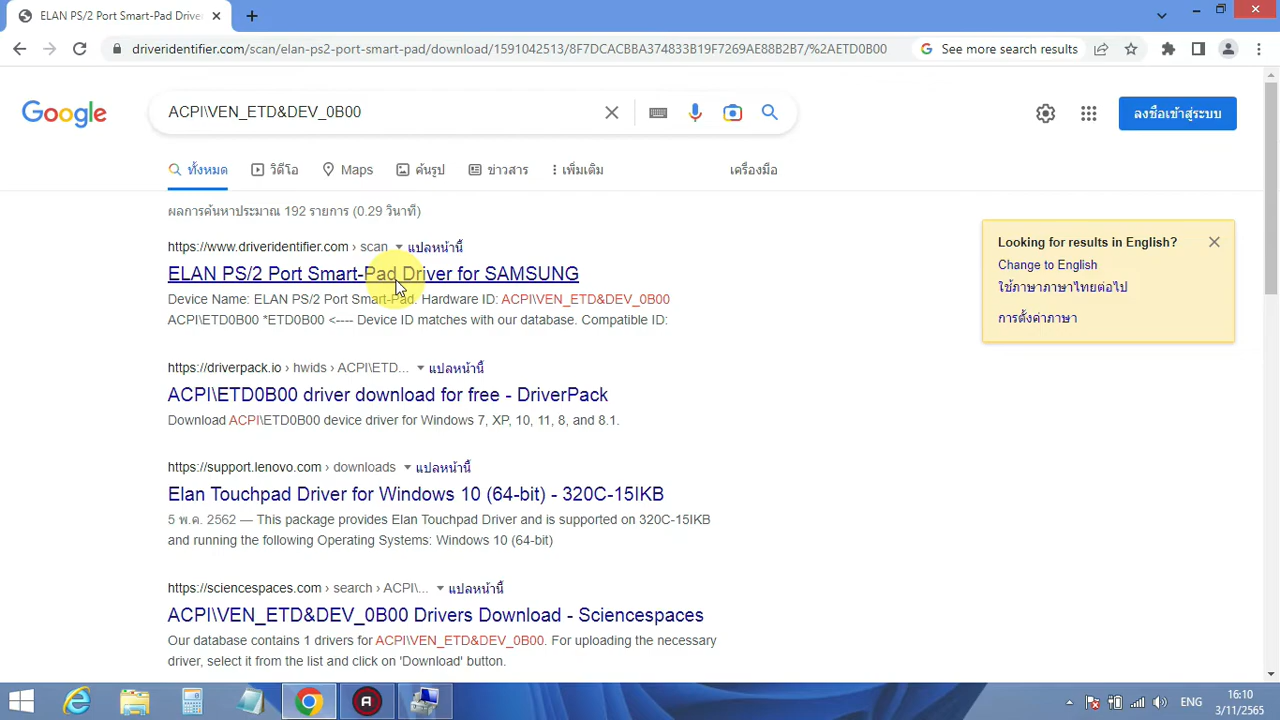 ELAN PS/2 Port Smart-Pad Driver
driveridentifier.com/scan/elan-ps2-port-smart-pad/download/1591042513/8F7DCACBBA374833B19F7269AE88B2B7/%2AETD0B00
See more search results
Google
ACPI\VEN_ETD&DEV_0B00
ลงชื่อเข้าสู่ระบบ
ทั้งหมด
วิดีโอ
Maps
ค้นรูป
ข่าวสาร
เพิ่มเติม
เครื่องมือ
ผลการค้นหาประมาณ 192 รายการ (0.29 วินาที)
https://www.driveridentifier.com › scan แปลหน้านี้
ELAN PS/2 Port Smart-Pad Driver for SAMSUNG
Device Name: ELAN PS/2 Port Smart-Pad. Hardware ID: ACPI\VEN_ETD&DEV_0B00
ACPI\ETD0B00 *ETD0B00 <---- Device ID matches with our database. Compatible ID:
Looking for results in English?
Change to English
ใช้ภาษาภาษาไทยต่อไป
การตั้งค่าภาษา
https://driverpack.io › hwids › ACPI\ETD... แปลหน้านี้
ACPI\ETD0B00 driver download for free - DriverPack
Download ACPI\ETD0B00 device driver for Windows 7, XP, 10, 11, 8, and 8.1.
https://support.lenovo.com › downloads แปลหน้านี้
Elan Touchpad Driver for Windows 10 (64-bit) - 320C-15IKB
5 พ.ค. 2562 — This package provides Elan Touchpad Driver and is supported on 320C-15IKB
and running the following Operating Systems: Windows 10 (64-bit)
https://sciencespaces.com › search › ACPI\... แปลหน้านี้
ACPI\VEN_ETD&DEV_0B00 Drivers Download - Sciencespaces
Our database contains 1 drivers for ACPI\VEN_ETD&DEV_0B00. For uploading the necessary
driver, select it from the list and click on 'Download' button.
ENG
16:10
3/11/2565